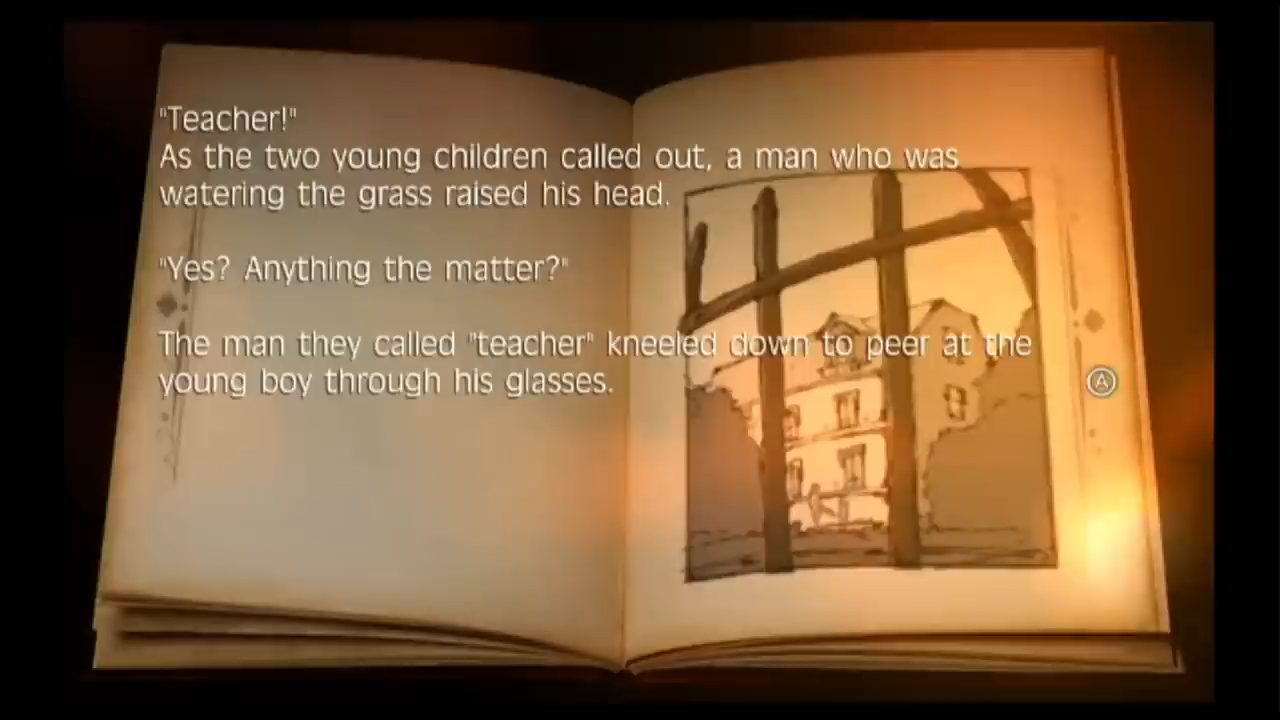 "Teacher!"
As the two young children called out, a man who was
watering the grass raised his head.
"Yes? Anything the matter?"
The man they called "teacher" kneeled down to peer at the
young boy through his glasses.
A